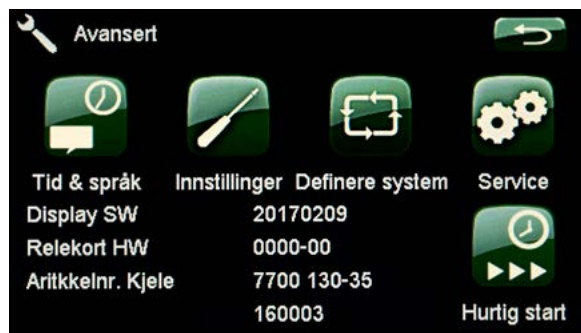 Avansert
Tid & språk Innstillinger Definere system Service
Display SW 20170209
Relekort HW 0000-00
Aritkkelnr. Kjele 7700 130-35
160003
Hurtig start